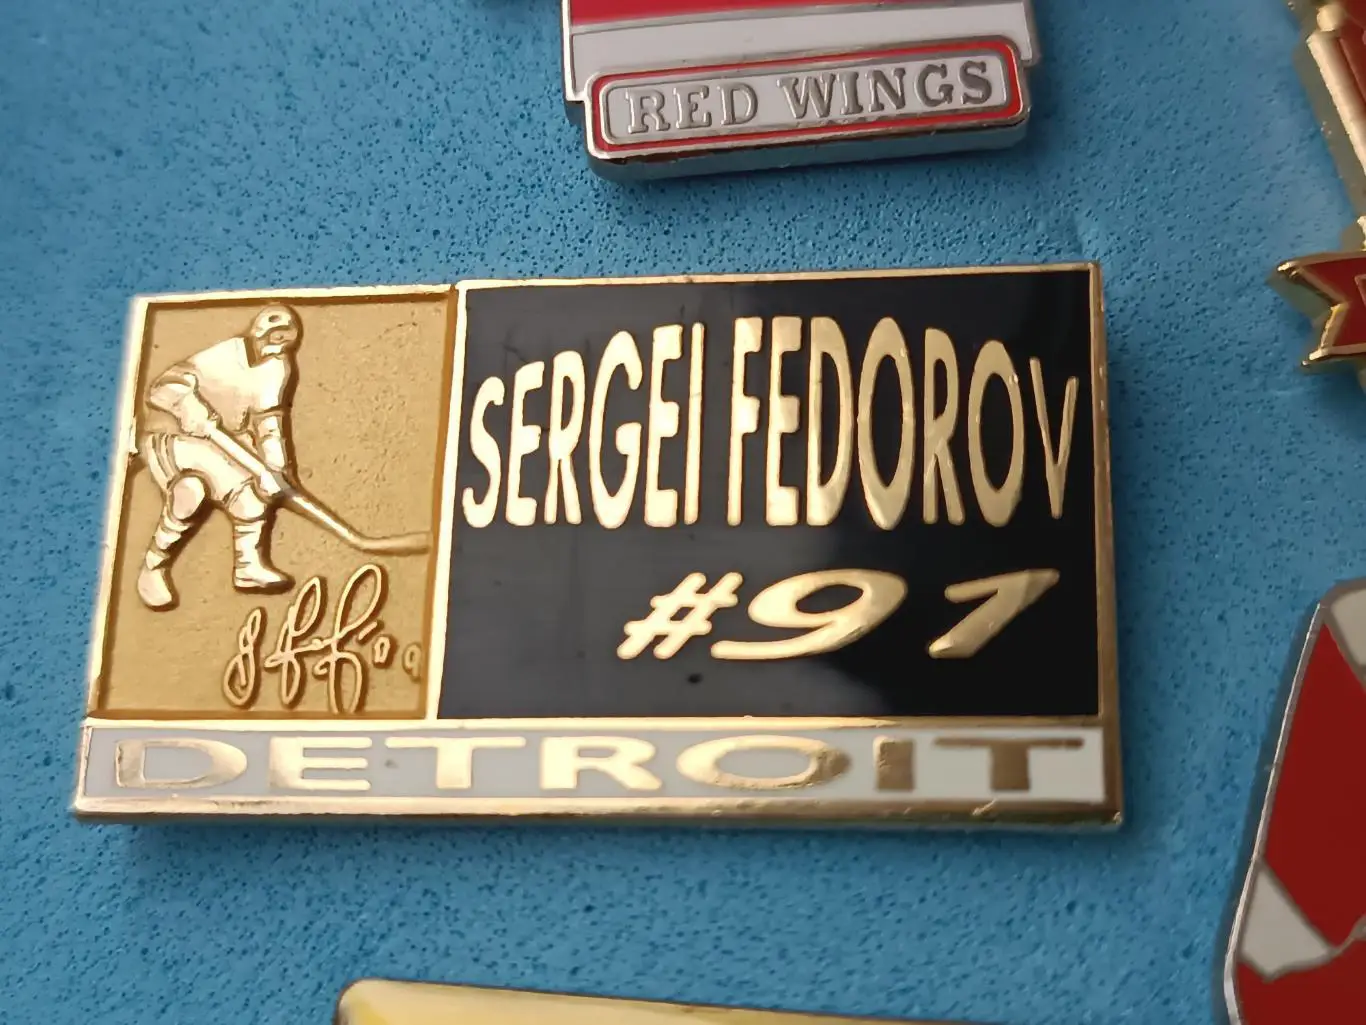 RED WINGS
SERGEI FEDOROV
#91
DETROIT